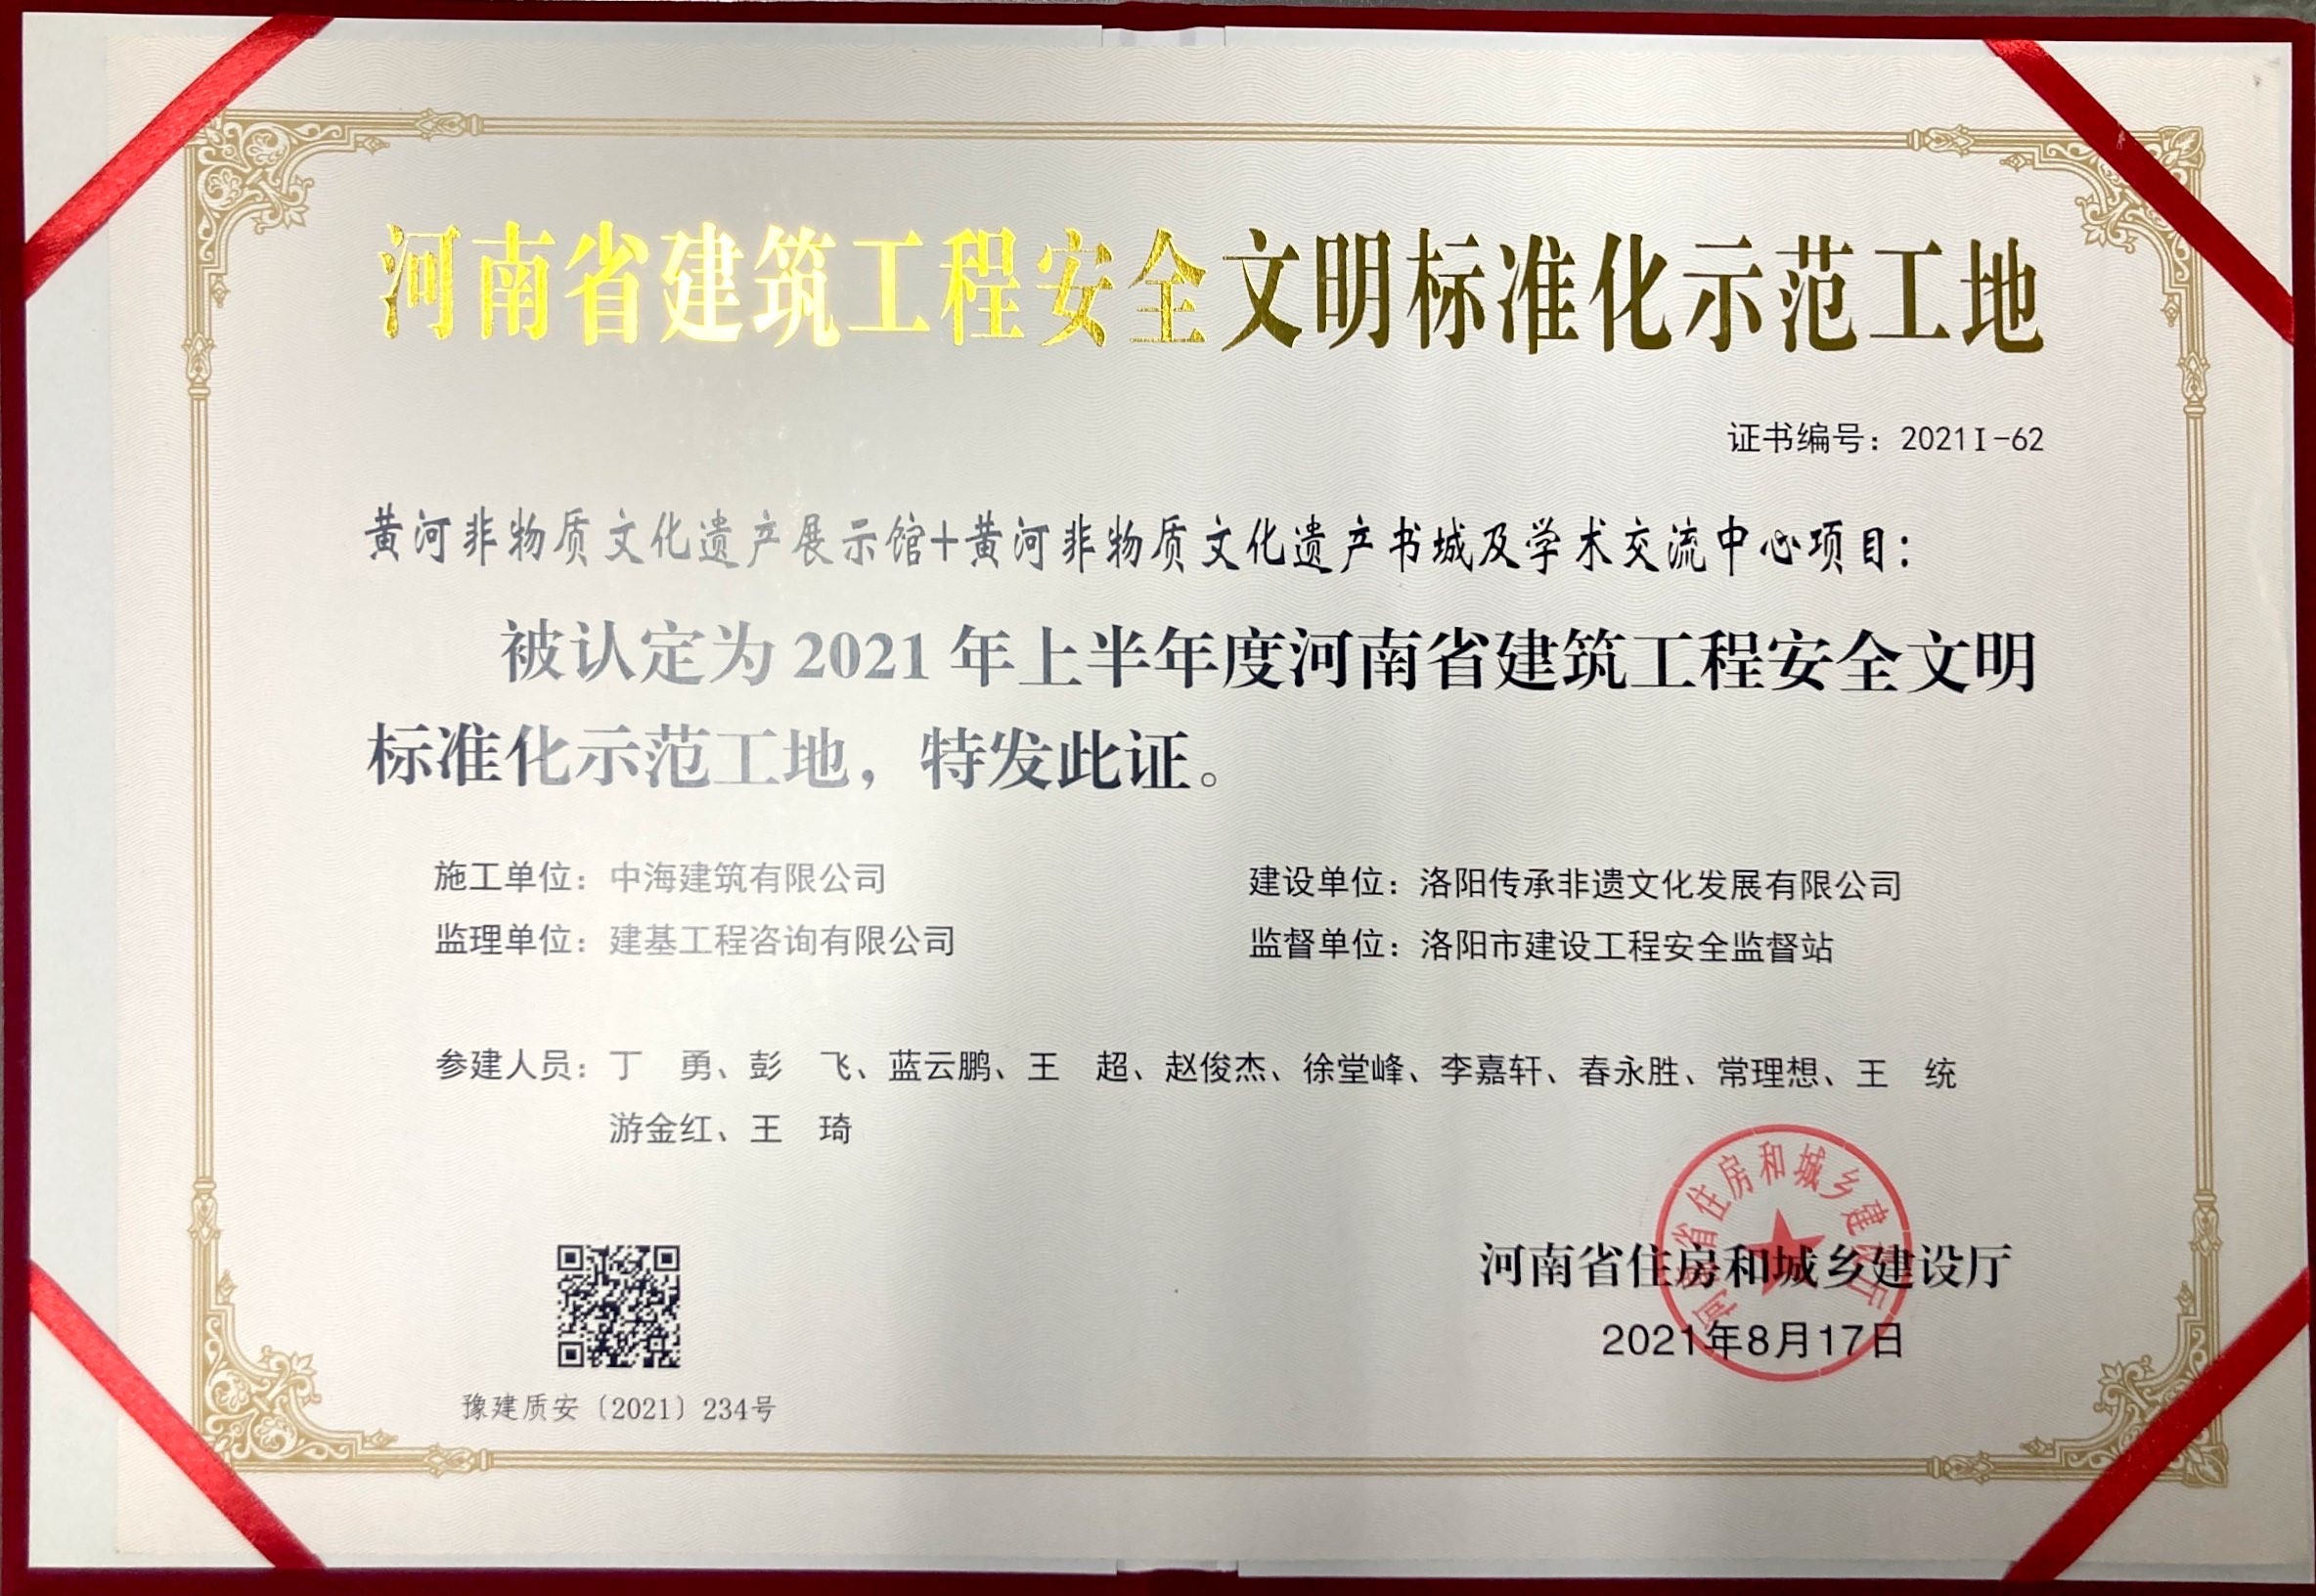 河南省建筑工程安全文明标准化示范工地
证书编号：2021I-62
黄河非物质文化遗产展示馆+黄河非物质文化遗产书城及学术交流中心项目：
被认定为2021年上半年度河南省建筑工程安全文明
标准化示范工地，特发此证。
施工单位：中海建筑有限公司 建设单位：洛阳传承非遗文化发展有限公司
监理单位：建基工程咨询有限公司 监督单位：洛阳市建设工程安全监督站
参建人员：丁　勇、彭　飞、蓝云鹏、王　超、赵俊杰、徐堂峰、李嘉轩、春永胜、常理想、王　统
游金红、王　琦
河南省住房和城乡建设厅
河南省住房和城乡建设厅
2021年8月17日
豫建质安〔2021〕234号